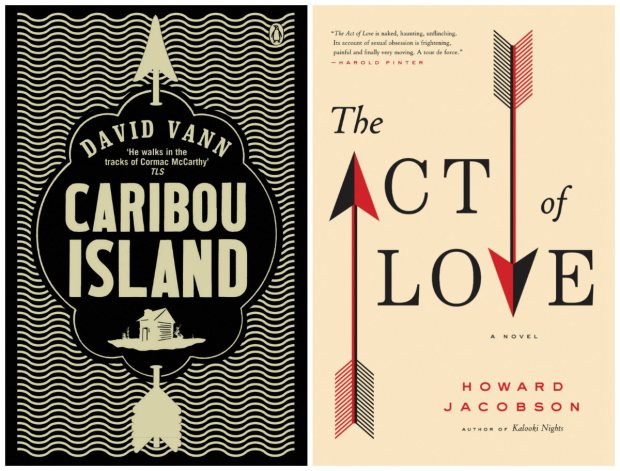 DAVID VANN
'He walks in the
tracks of Cormac McCarthy'
TLS
CARIBOU
ISLAND
"The Act of Love is naked, haunting, unflinching.
Its account of sexual obsession is frightening,
painful and finally very moving. A tour de force."
—HAROLD PINTER
The
ACT of
LOVE
A NOVEL
HOWARD
JACOBSON
AUTHOR OF Kalooki Nights